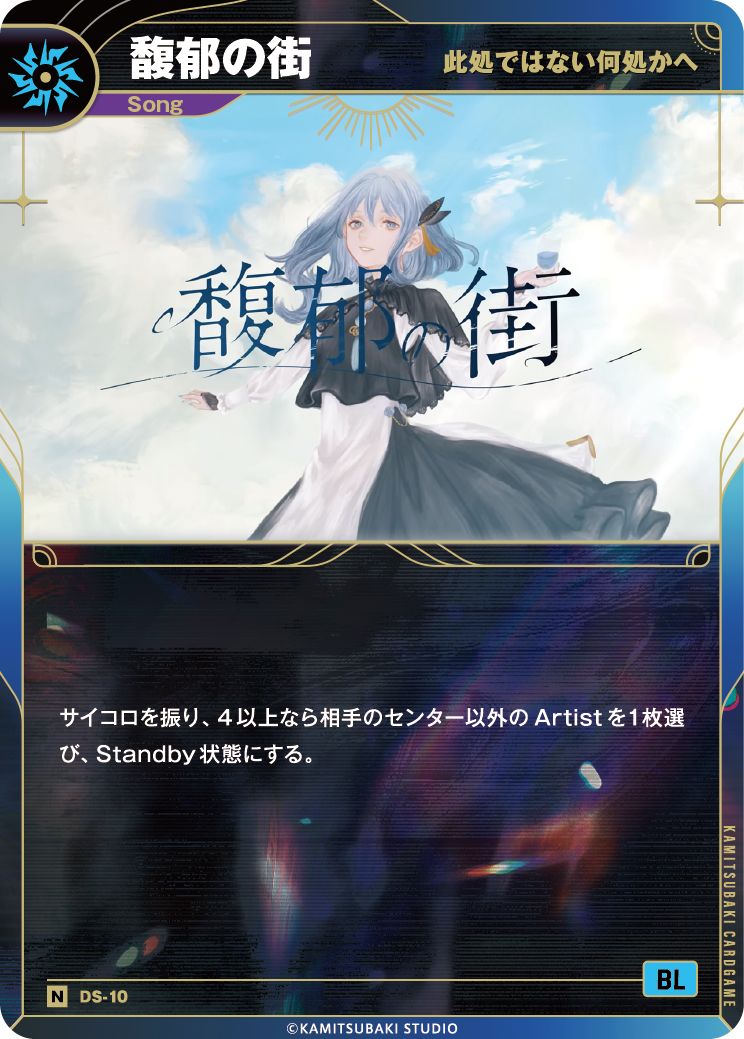 馥郁の街
此処ではない何処かへ
Song
馥郁の街
サイコロを振り、4以上なら相手のセンター以外のArtistを1枚選
び、Standby状態にする。
KAMITSUBAKI CARDGAME
BL
N DS-10
©KAMITSUBAKI STUDIO